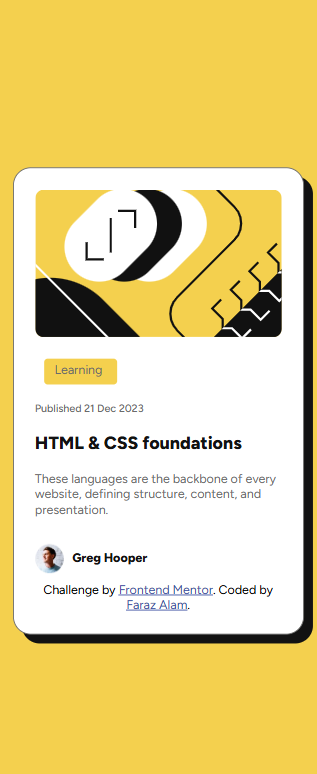 Learning
Published 21 Dec 2023
HTML & CSS foundations
These languages are the backbone of every
website, defining structure, content, and
presentation.
Greg Hooper
Challenge by Frontend Mentor. Coded by
Faraz Alam.